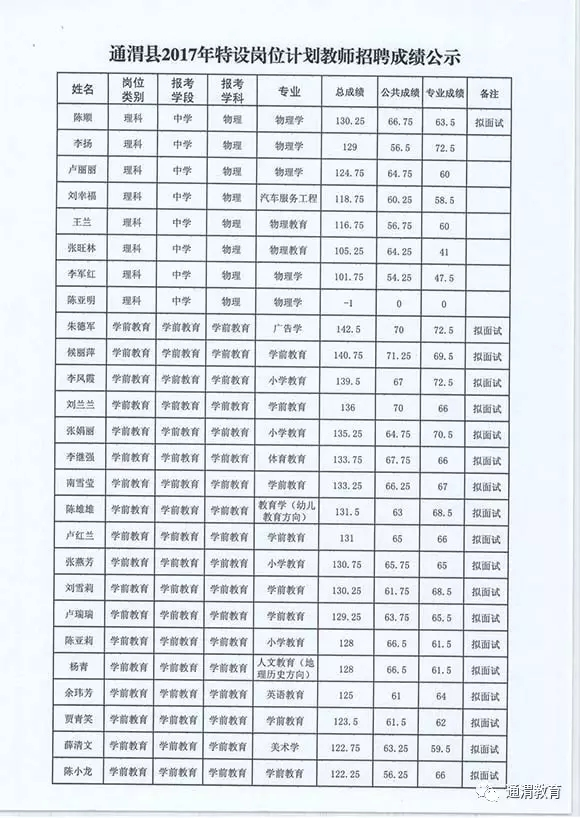 通渭县2017年特设岗位计划教师招聘成绩公示
姓名 岗位类别 报考学段 报考学科 专业 总成绩 公共成绩 专业成绩 备注
陈顺 理科 中学 物理 物理学 130.25 66.75 63.5 拟面试
李扬 理科 中学 物理 物理学 129 56.5 72.5
卢丽丽 理科 中学 物理 物理学 124.75 64.75 60
刘幸福 理科 中学 物理 汽车服务工程 118.75 60.25 58.5
王兰 理科 中学 物理 物理教育 116.75 56.75 60
张旺林 理科 中学 物理 物理教育 105.25 64.25 41
李军红 理科 中学 物理 物理学 101.75 54.25 47.5
陈亚明 理科 中学 物理 物理学 -1 0 0
朱德军 学前教育 学前教育 学前教育 广告学 142.5 70 72.5 拟面试
候丽萍 学前教育 学前教育 学前教育 学前教育 140.75 71.25 69.5 拟面试
李风霞 学前教育 学前教育 学前教育 小学教育 139.5 67 72.5 拟面试
刘兰兰 学前教育 学前教育 学前教育 学前教育 136 70 66 拟面试
张娟丽 学前教育 学前教育 学前教育 小学教育 135.25 64.75 70.5 拟面试
李继强 学前教育 学前教育 学前教育 体育教育 133.75 67.75 66 拟面试
南雪莹 学前教育 学前教育 学前教育 学前教育 133.25 66.25 67 拟面试
陈雄雄 学前教育 学前教育 学前教育 教育学（幼儿教育方向） 131.5 63 68.5 拟面试
卢红兰 学前教育 学前教育 学前教育 学前教育 131 65 66 拟面试
张燕芳 学前教育 学前教育 学前教育 小学教育 130.75 65.75 65 拟面试
刘雪莉 学前教育 学前教育 学前教育 学前教育 130.25 61.75 68.5 拟面试
卢瑞瑞 学前教育 学前教育 学前教育 学前教育 129.25 63.75 65.5 拟面试
陈亚莉 学前教育 学前教育 学前教育 小学教育 128 66.5 61.5 拟面试
杨青 学前教育 学前教育 学前教育 人文教育（地理历史方向） 128 66.5 61.5 拟面试
余玮芳 学前教育 学前教育 学前教育 英语教育 125 61 64 拟面试
贾青笑 学前教育 学前教育 学前教育 学前教育 123.5 61.5 62 拟面试
薛清文 学前教育 学前教育 学前教育 美术学 122.75 63.25 59.5 拟面试
陈小龙 学前教育 学前教育 学前教育 学前教育 122.25 56.25 66 拟面试
通渭教育